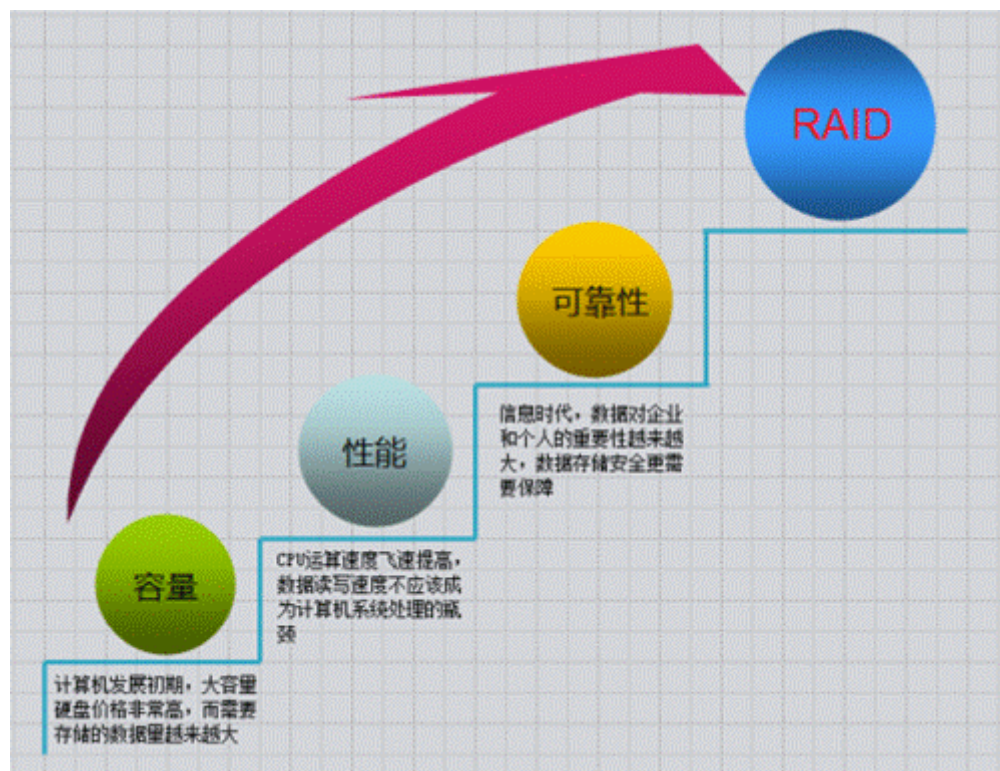 RAID
可靠性
信息时代，数据对企业
和个人的重要性越来越
大，数据存储安全更需
要保障
性能
CPU运算速度飞速提高，
数据读写速度不应该成
为计算机系统处理的瓶
颈
容量
计算机发展初期，大容量
硬盘价格非常高，而需要
存储的数据量越来越大